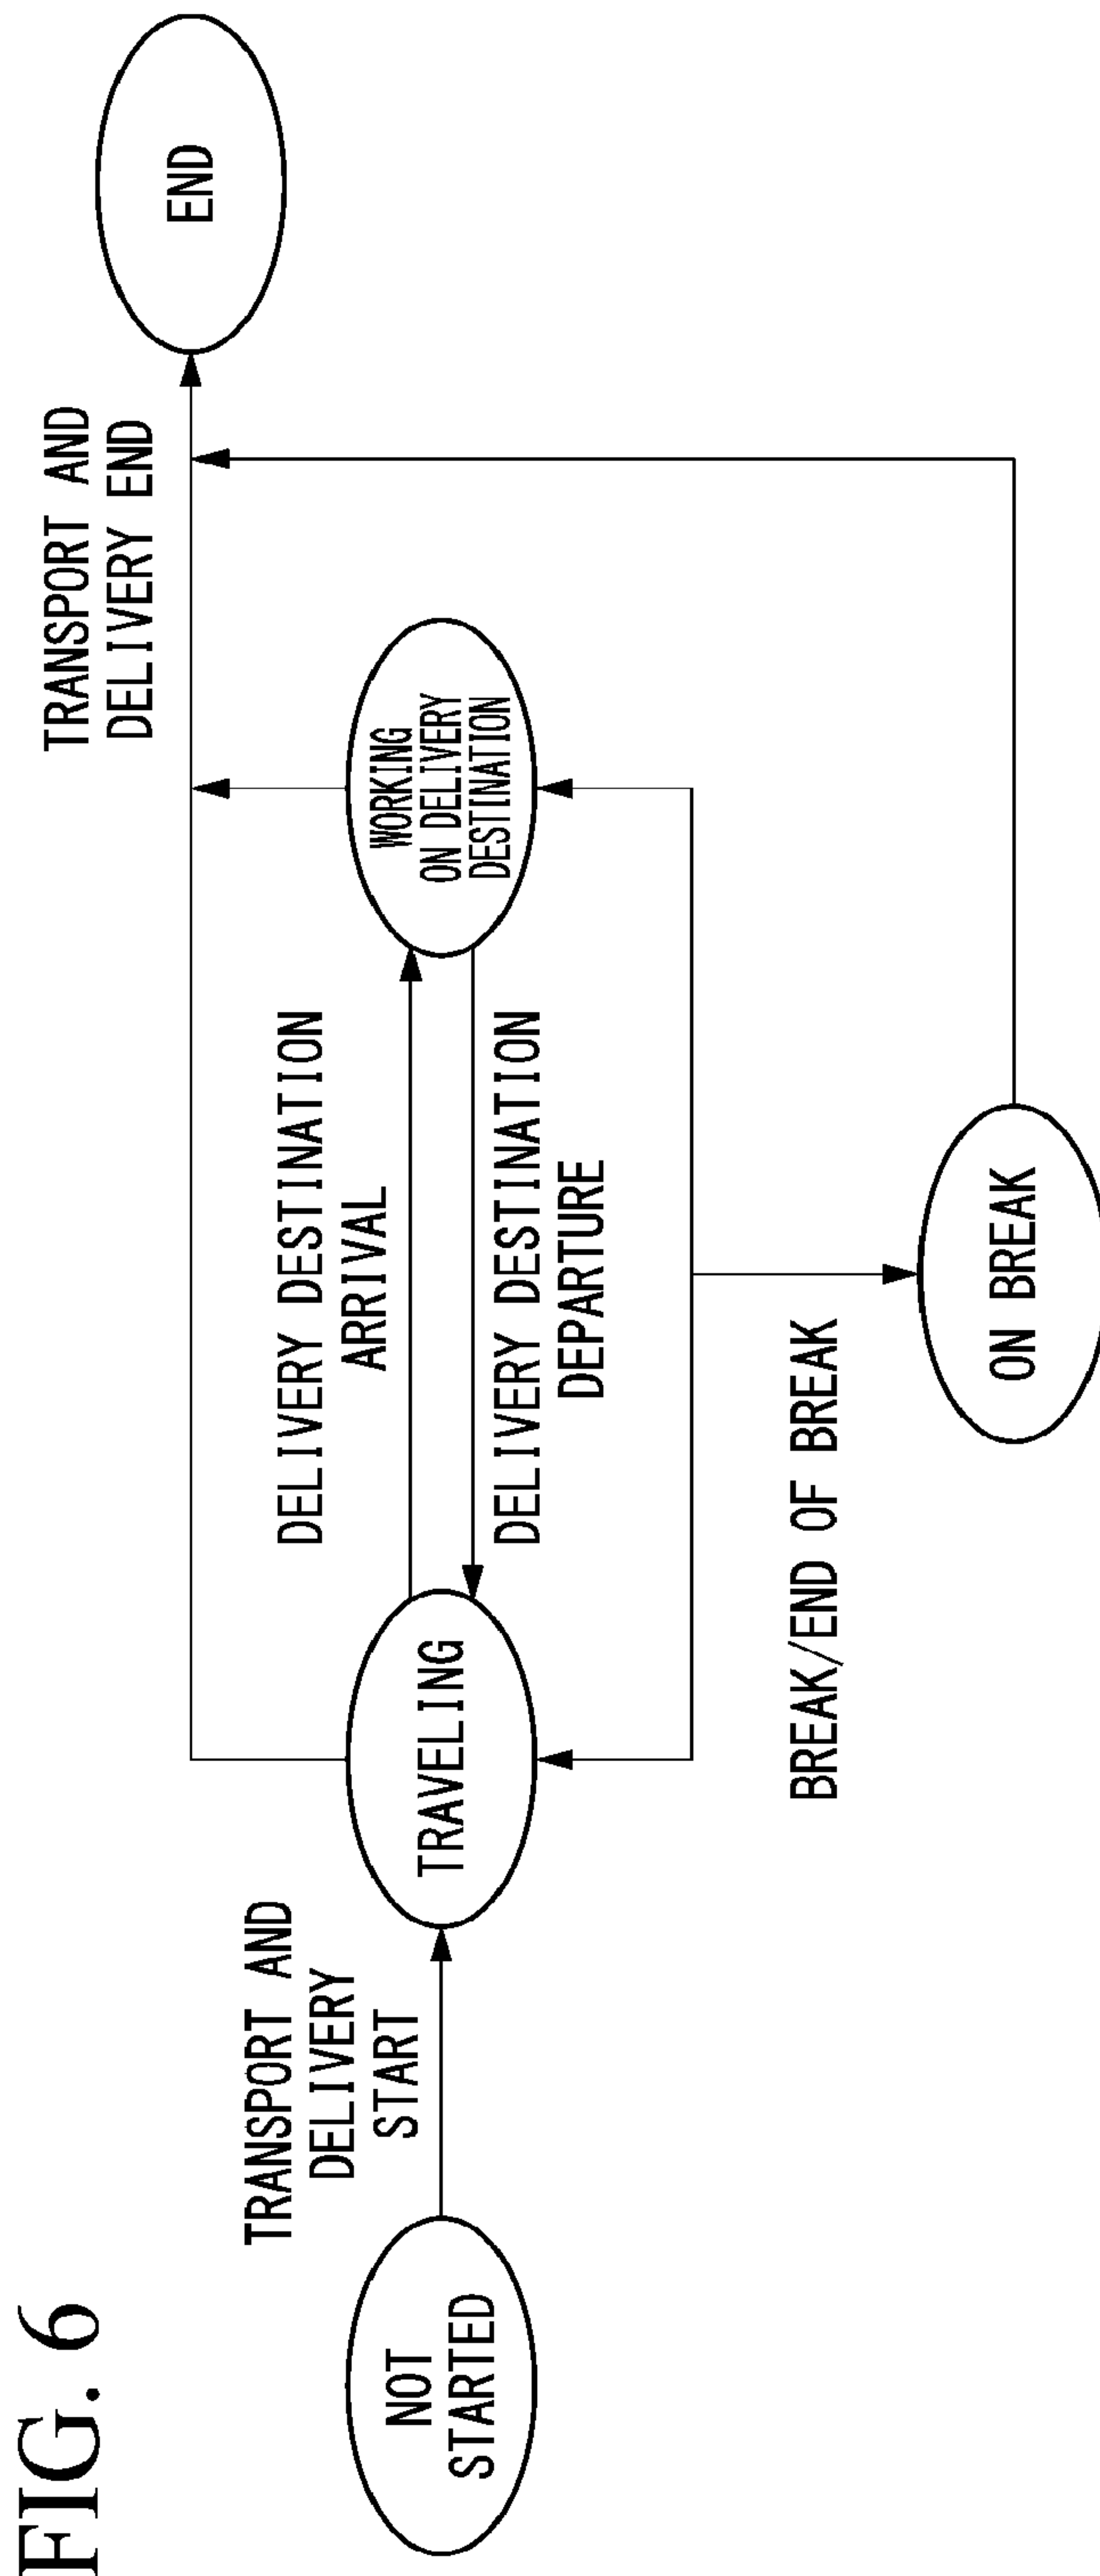 FIG. 6
TRANSPORT AND
DELIVERY END
END
TRANSPORT AND
DELIVERY
START
DELIVERY DESTINATION
ARRIVAL
NOT
STARTED
TRAVELING
WORKING
ON DELIVERY
DESTINATION
DELIVERY DESTINATION
DEPARTURE
BREAK/END OF BREAK
ON BREAK